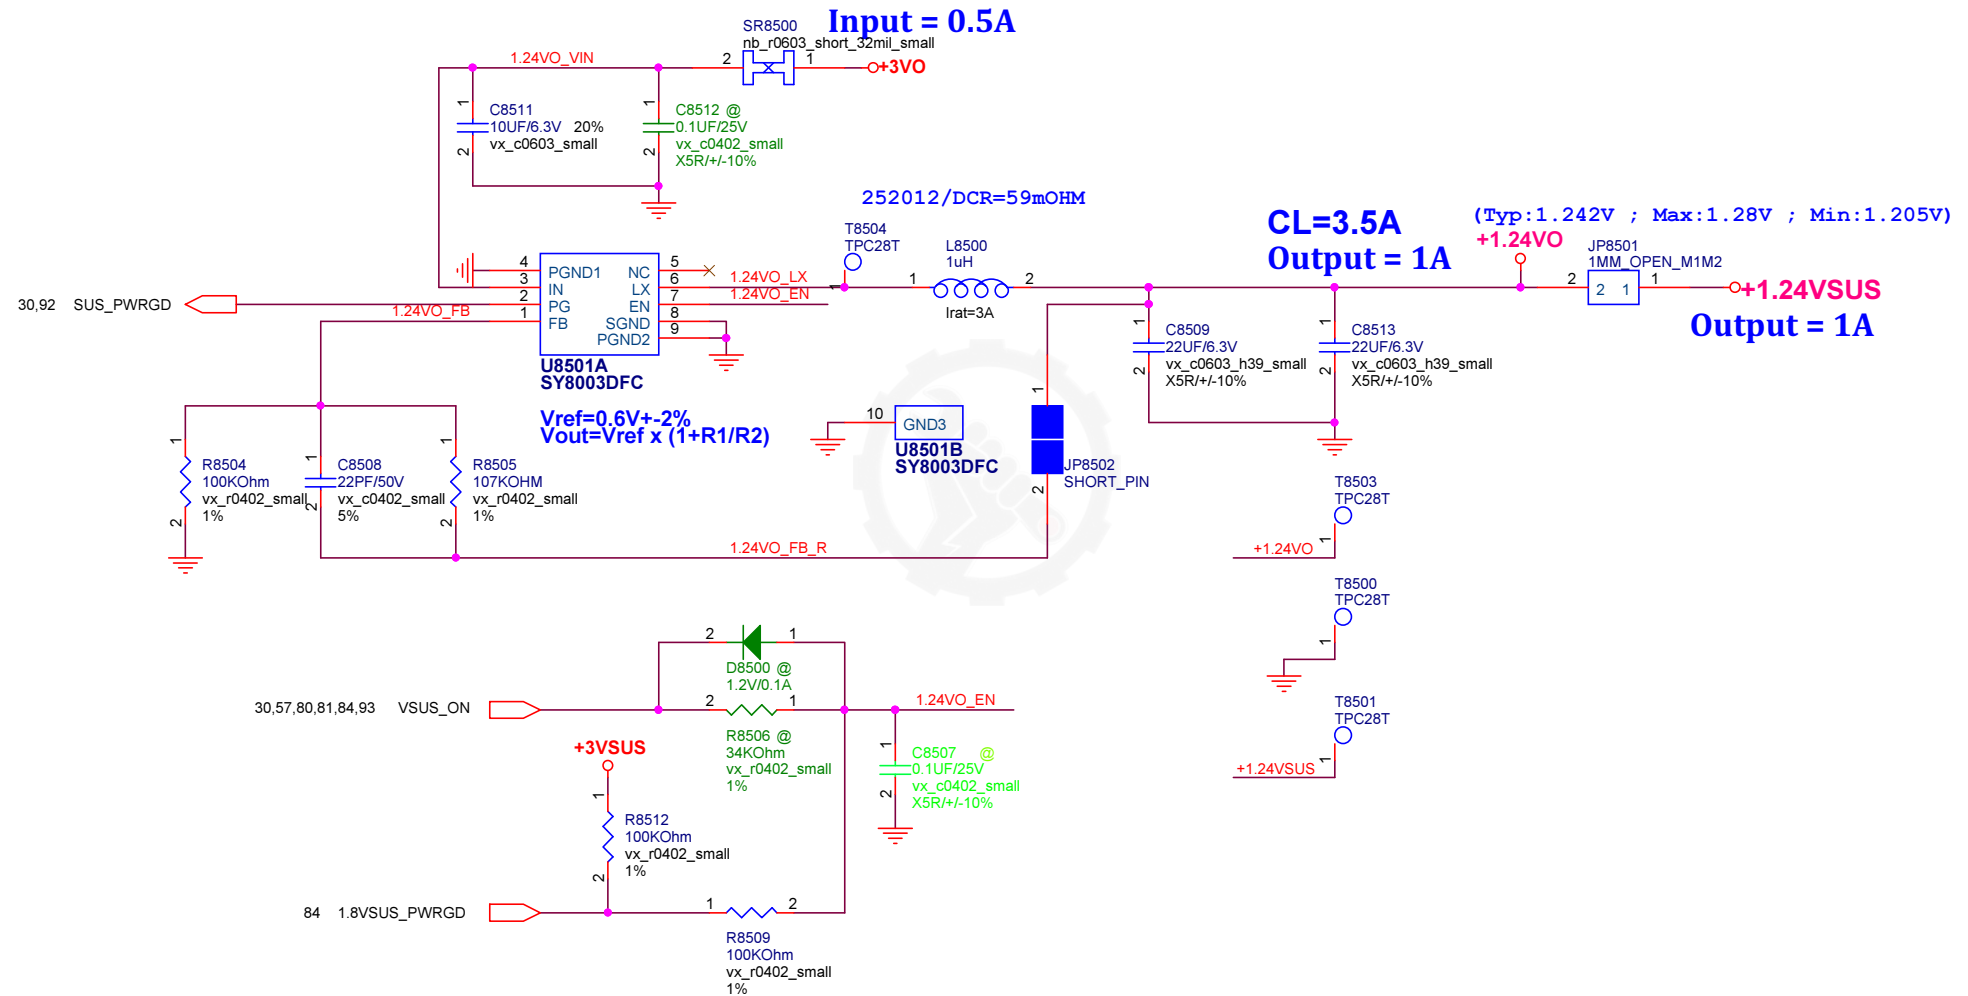 Input = 0.5A
SR8500
nb_r0603_short_32mil_small
1.24VO_VIN
2
1
+3VO
1
C8511
10UF/6.3V 20%
vx_c0603_small
2
1
C8512 @
0.1UF/25V
vx_c0402_small
X5R/+/-10%
2
252012/DCR=59mOHM
T8504
TPC28T
1
L8500
1uH
1
2
Irat=3A
CL=3.5A
Output = 1A
(Typ:1.242V ; Max:1.28V ; Min:1.205V)
+1.24VO
JP8501
1MM_OPEN_M1M2
2
2 1
1
+1.24VSUS
Output = 1A
4 PGND1 NC 5
3 IN LX 6
2 PG EN 7
1 FB SGND 8
PGND2 9
1.24VO_LX
1.24VO_EN
30,92 SUS_PWRGD
1.24VO_FB
U8501A
SY8003DFC
Vref=0.6V+-2%
Vout=Vref x (1+R1/R2)
1
C8509
22UF/6.3V
vx_c0603_h39_small
X5R/+/-10%
2
1
C8513
22UF/6.3V
vx_c0603_h39_small
X5R/+/-10%
2
10 GND3
U8501B
SY8003DFC
1
JP8502
SHORT_PIN
2
1
R8504
100KOhm
vx_r0402_small
1%
2
1
C8508
22PF/50V
vx_c0402_small
5%
2
1
R8505
107KOHM
vx_r0402_small
1%
2
1.24VO_FB_R
T8503
TPC28T
1
+1.24VO
T8500
TPC28T
1
T8501
TPC28T
1
+1.24VSUS
2
1
D8500 @
1.2V/0.1A
30,57,80,81,84,93 VSUS_ON
2
1
R8506 @
34KOhm
vx_r0402_small
1%
1.24VO_EN
1
C8507 @
0.1UF/25V
vx_c0402_small
X5R/+/-10%
2
+3VSUS
1
R8512
100KOhm
vx_r0402_small
1%
2
84 1.8VSUS_PWRGD
1
2
R8509
100KOhm
vx_r0402_small
1%